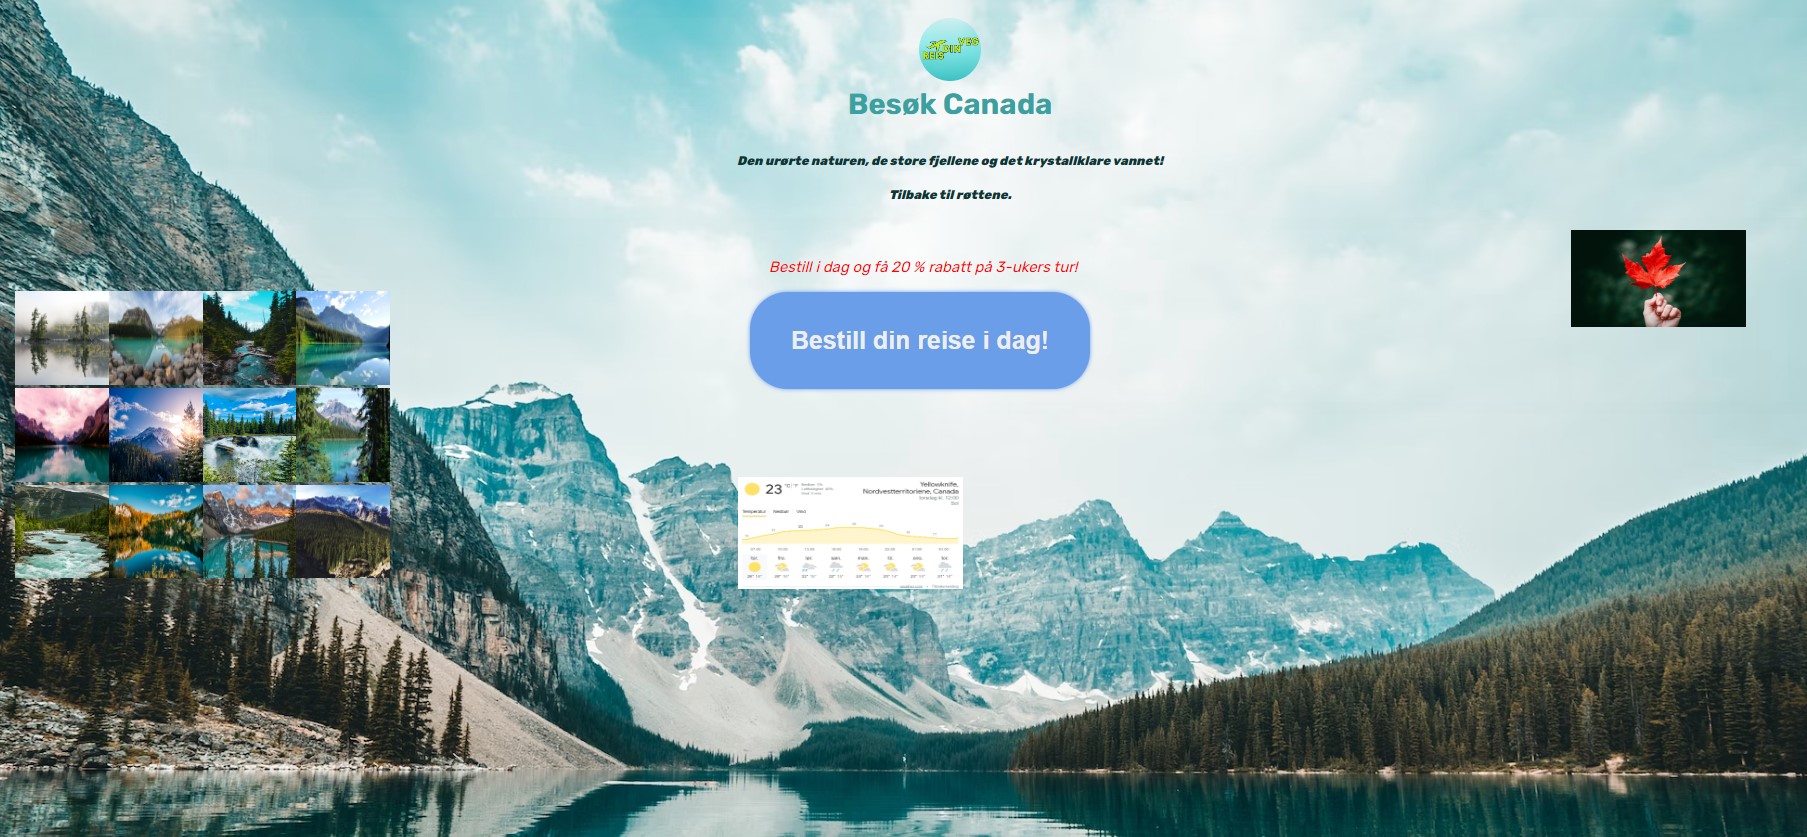 REIS DIN VEG
Besøk Canada
Den urørte naturen, de store fjellene og det krystallklare vannet!
Tilbake til røttene.
Bestill i dag og få 20 % rabatt på 3-ukers tur!
Bestill din reise i dag!
23 °C | °F
Yellowknife,
Nordvestterritoriene, Canada
Temperatur Nedbør Vind